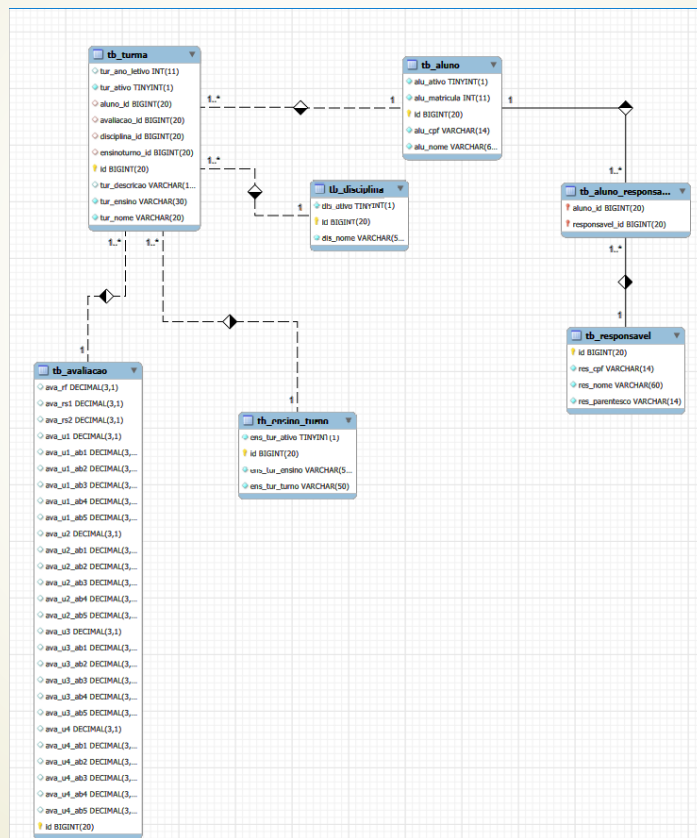 tb_turma
tur_ano_letivo INT(11)
tur_ativo TINYINT(1)
aluno_id BIGINT(20)
avaliacao_id BIGINT(20)
disciplina_id BIGINT(20)
ensinoturno_id BIGINT(20)
id BIGINT(20)
tur_descricao VARCHAR(1...
tur_ensino VARCHAR(30)
tur_nome VARCHAR(20)
1..*
1
tb_aluno
alu_ativo TINYINT(1)
alu_matricula INT(11)
id BIGINT(20)
alu_cpf VARCHAR(14)
alu_nome VARCHAR(6...
1
1..*
1..*
1
tb_disciplina
dis_ativo TINYINT(1)
id BIGINT(20)
dis_nome VARCHAR(5...
tb_aluno_responsa...
aluno_id BIGINT(20)
responsavel_id BIGINT(20)
1..*
1
1..*
1..*
1
1
tb_responsavel
id BIGINT(20)
res_cpf VARCHAR(14)
res_nome VARCHAR(60)
res_parentesco VARCHAR(14)
tb_avaliacao
ava_rf DECIMAL(3,1)
ava_rs1 DECIMAL(3,1)
ava_rs2 DECIMAL(3,1)
ava_u1 DECIMAL(3,1)
ava_u1_ab1 DECIMAL(3,...
ava_u1_ab2 DECIMAL(3,...
ava_u1_ab3 DECIMAL(3,...
ava_u1_ab4 DECIMAL(3,...
ava_u1_ab5 DECIMAL(3,...
ava_u2 DECIMAL(3,1)
ava_u2_ab1 DECIMAL(3,...
ava_u2_ab2 DECIMAL(3,...
ava_u2_ab3 DECIMAL(3,...
ava_u2_ab4 DECIMAL(3,...
ava_u2_ab5 DECIMAL(3,...
ava_u3 DECIMAL(3,1)
ava_u3_ab1 DECIMAL(3,...
ava_u3_ab2 DECIMAL(3,...
ava_u3_ab3 DECIMAL(3,...
ava_u3_ab4 DECIMAL(3,...
ava_u3_ab5 DECIMAL(3,...
ava_u4 DECIMAL(3,1)
ava_u4_ab1 DECIMAL(3,...
ava_u4_ab2 DECIMAL(3,...
ava_u4_ab3 DECIMAL(3,...
ava_u4_ab4 DECIMAL(3,...
ava_u4_ab5 DECIMAL(3,...
id BIGINT(20)
tb_ensino_turno
ens_tur_ativo TINYINT(1)
id BIGINT(20)
ens_tur_ensino VARCHAR(5...
ens_tur_turno VARCHAR(50)